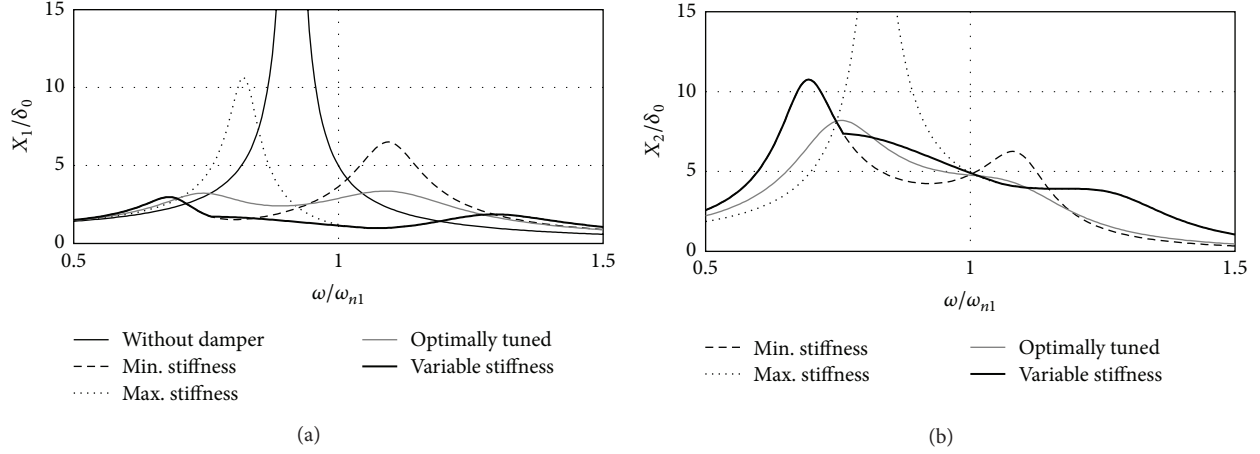 15
10
5
0
X₁/δ₀
0.5
1
1.5
ω/ωₙ₁
Without damper
Min. stiffness
Max. stiffness
Optimally tuned
Variable stiffness
(a)
15
10
5
0
X₂/δ₀
0.5
1
1.5
ω/ωₙ₁
Min. stiffness
Max. stiffness
Optimally tuned
Variable stiffness
(b)